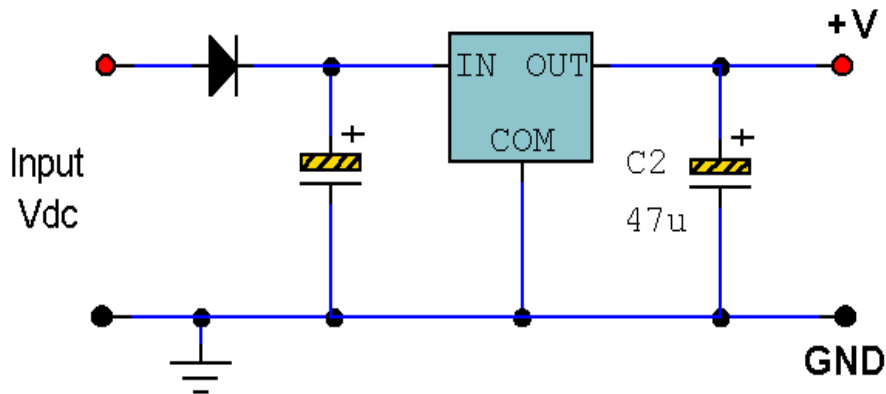 +V
IN OUT
+
+
COM
C2
47u
Input
Vdc
GND